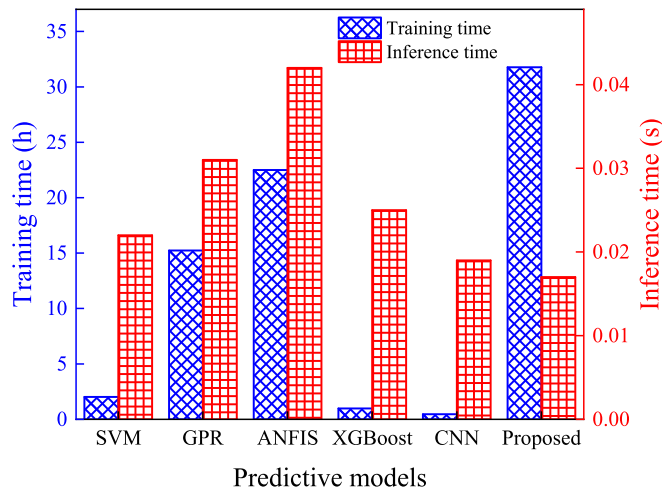 Training time
Inference time
Training time (h)
35
30
25
20
15
10
5
0
0.04
0.03
0.02
0.01
0.00
Inference time (s)
SVM GPR ANFIS XGBoost CNN Proposed
Predictive models